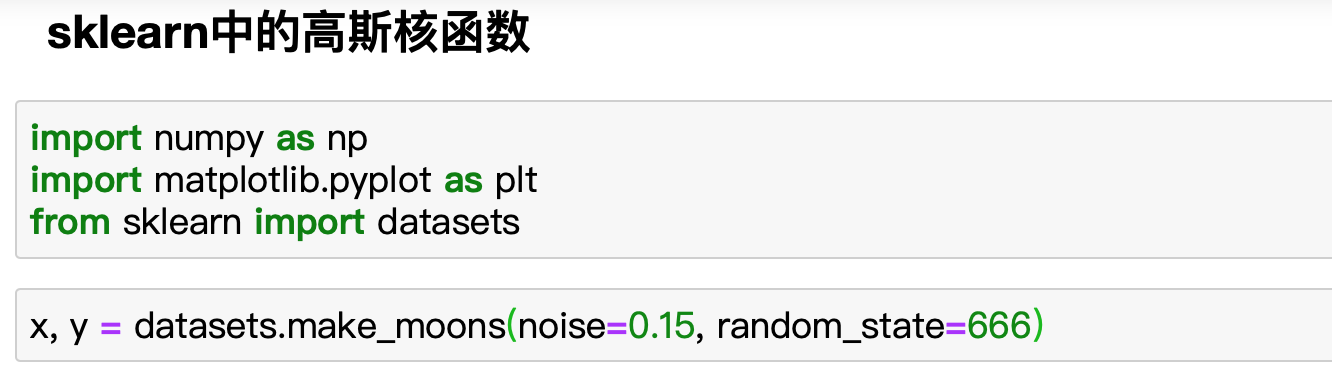 sklearn中的高斯核函数
import numpy as np
import matplotlib.pyplot as plt
from sklearn import datasets
x, y = datasets.make_moons(noise=0.15, random_state=666)